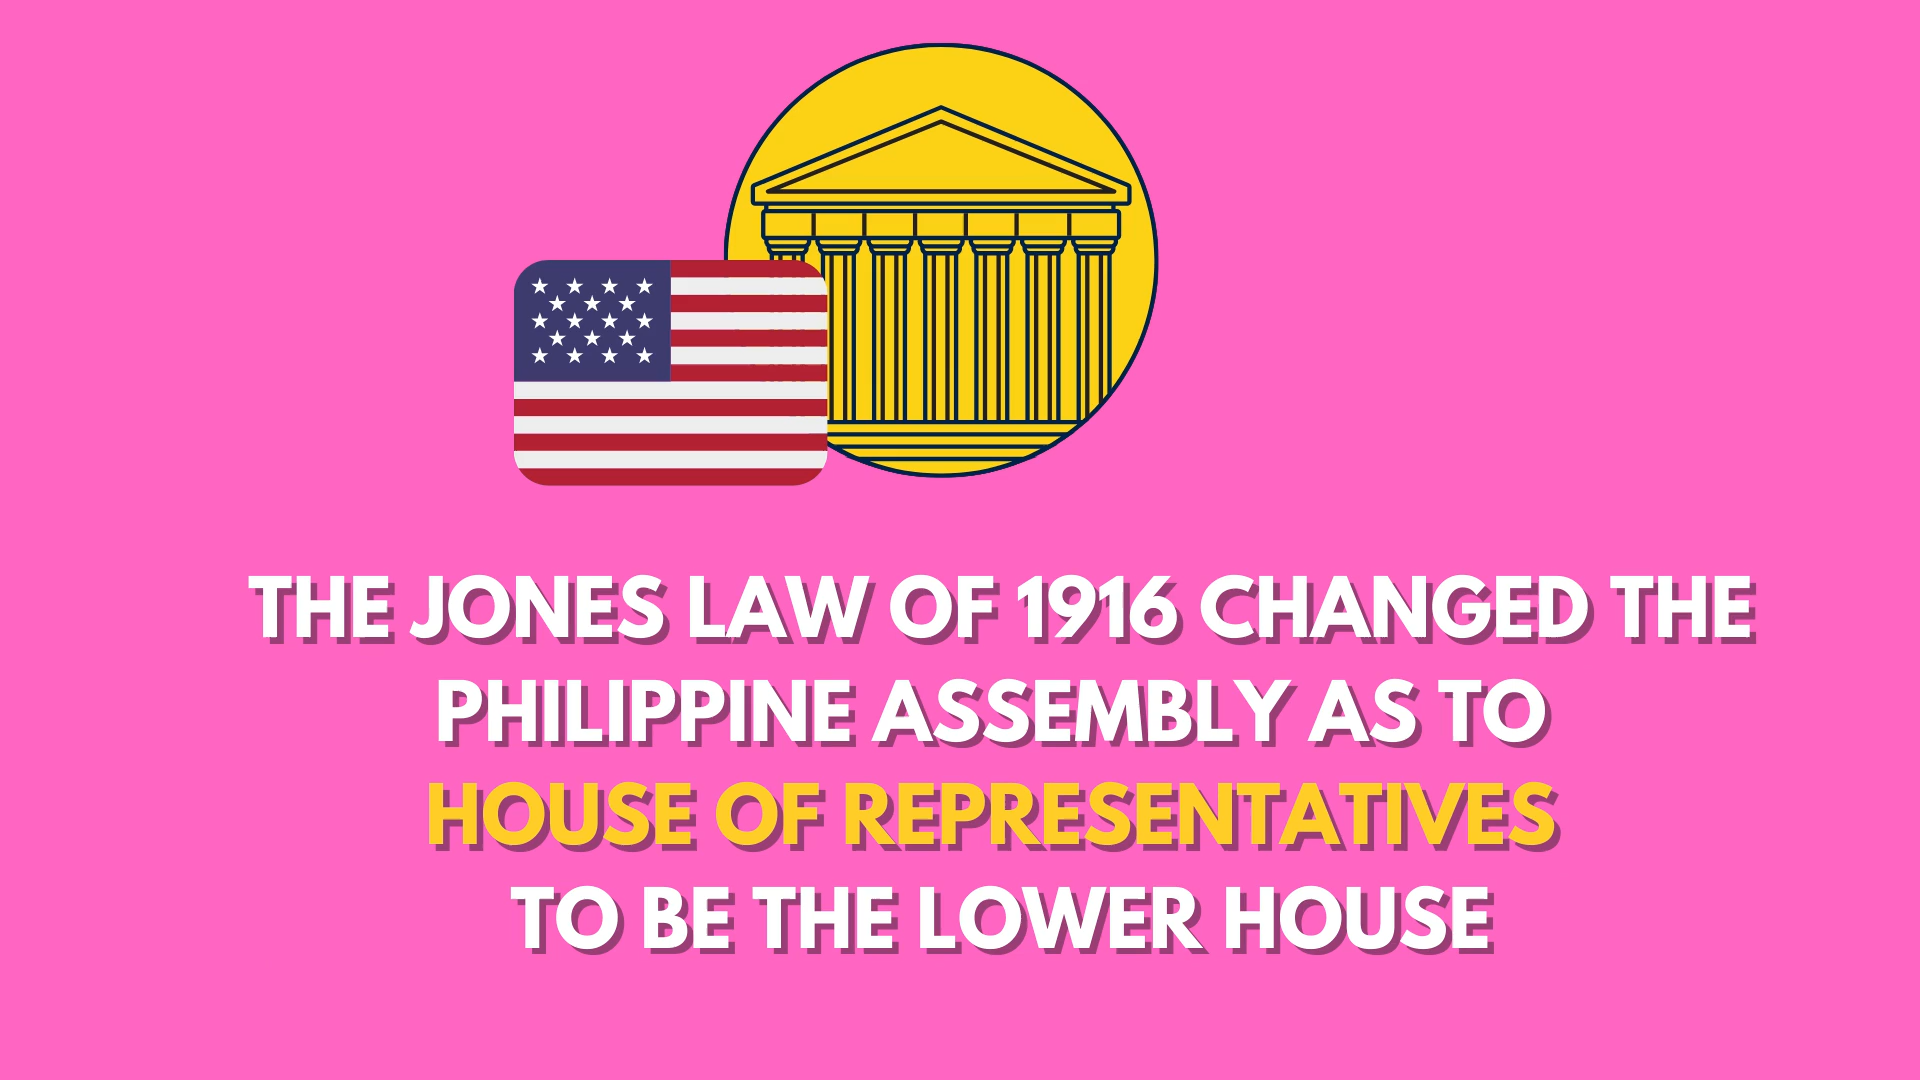 THE JONES LAW OF 1916 CHANGED THE
PHILIPPINE ASSEMBLY AS TO
HOUSE OF REPRESENTATIVES
TO BE THE LOWER HOUSE